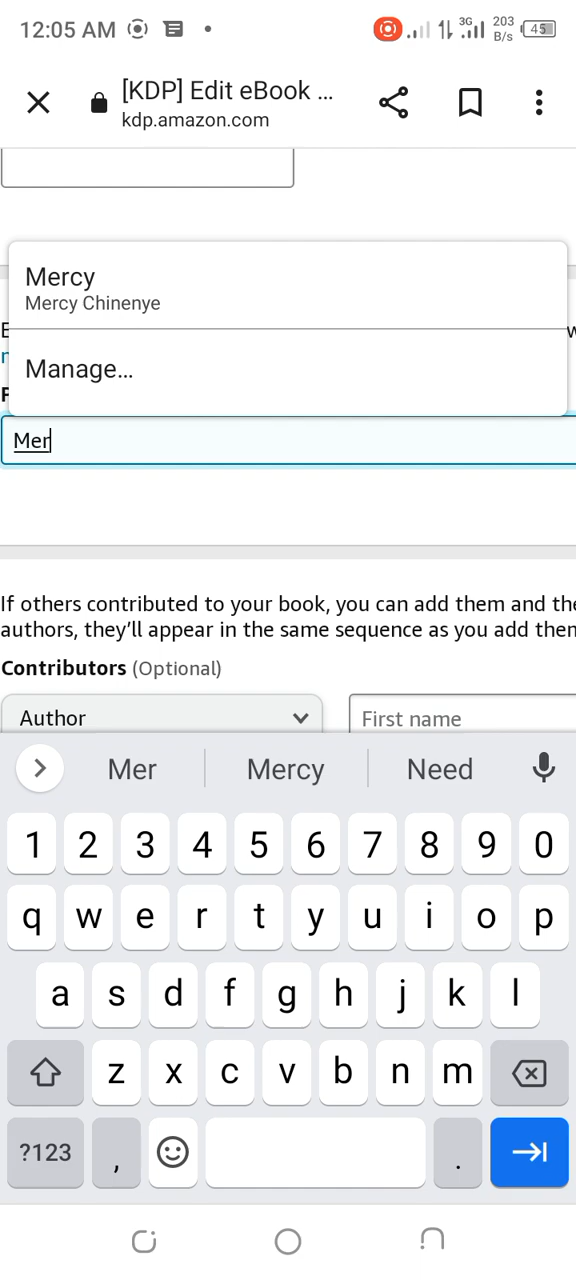 12:05 AM 3G 203 B/s 45
[KDP] Edit eBook ...
kdp.amazon.com
Mercy
Mercy Chinenye
Manage...
Mer
If others contributed to your book, you can add them and the
authors, they'll appear in the same sequence as you add then
Contributors (Optional)
Author First name
Mer Mercy Need
1 2 3 4 5 6 7 8 9 0
q w e r t y u i o p
a s d f g h j k l
z x c v b n m
?123 , .